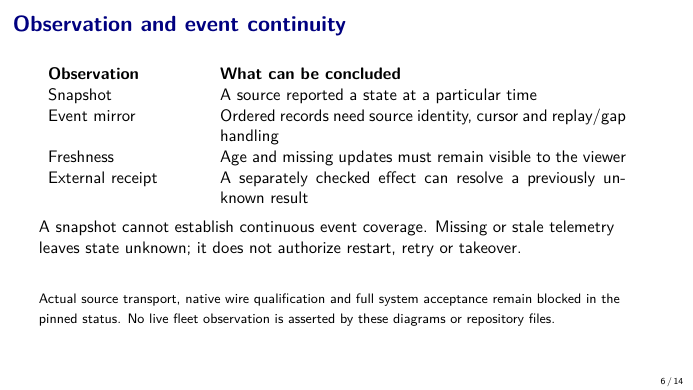 Observation and event continuity
Observation What can be concluded
Snapshot A source reported a state at a particular time
Event mirror Ordered records need source identity, cursor and replay/gap
handling
Freshness Age and missing updates must remain visible to the viewer
External receipt A separately checked effect can resolve a previously un-
known result
A snapshot cannot establish continuous event coverage. Missing or stale telemetry
leaves state unknown; it does not authorize restart, retry or takeover.
Actual source transport, native wire qualification and full system acceptance remain blocked in the
pinned status. No live fleet observation is asserted by these diagrams or repository files.
6 / 14